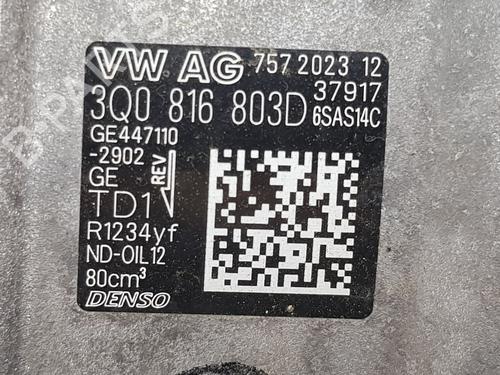 VW AG 757 2023 12
37917
3Q0 816 803D 6SAS14C
GE447110
-2902
GE
REV
TD1
R1234yf
ND-OIL12
80cm³
DENSO